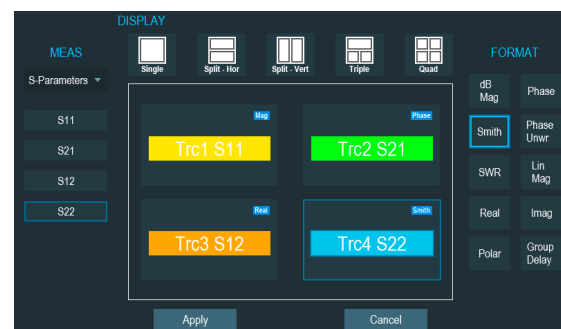 DISPLAY
MEAS
FORMAT
Single
Split - Hor
Split - Vert
Triple
Quad
S-Parameters
S11
S21
S12
S22
Mag
Trc1 S11
Phase
Trc2 S21
Real
Trc3 S12
Smith
Trc4 S22
dB
Mag
Phase
Smith
Phase
Unwr
SWR
Lin
Mag
Real
Imag
Polar
Group
Delay
Apply
Cancel